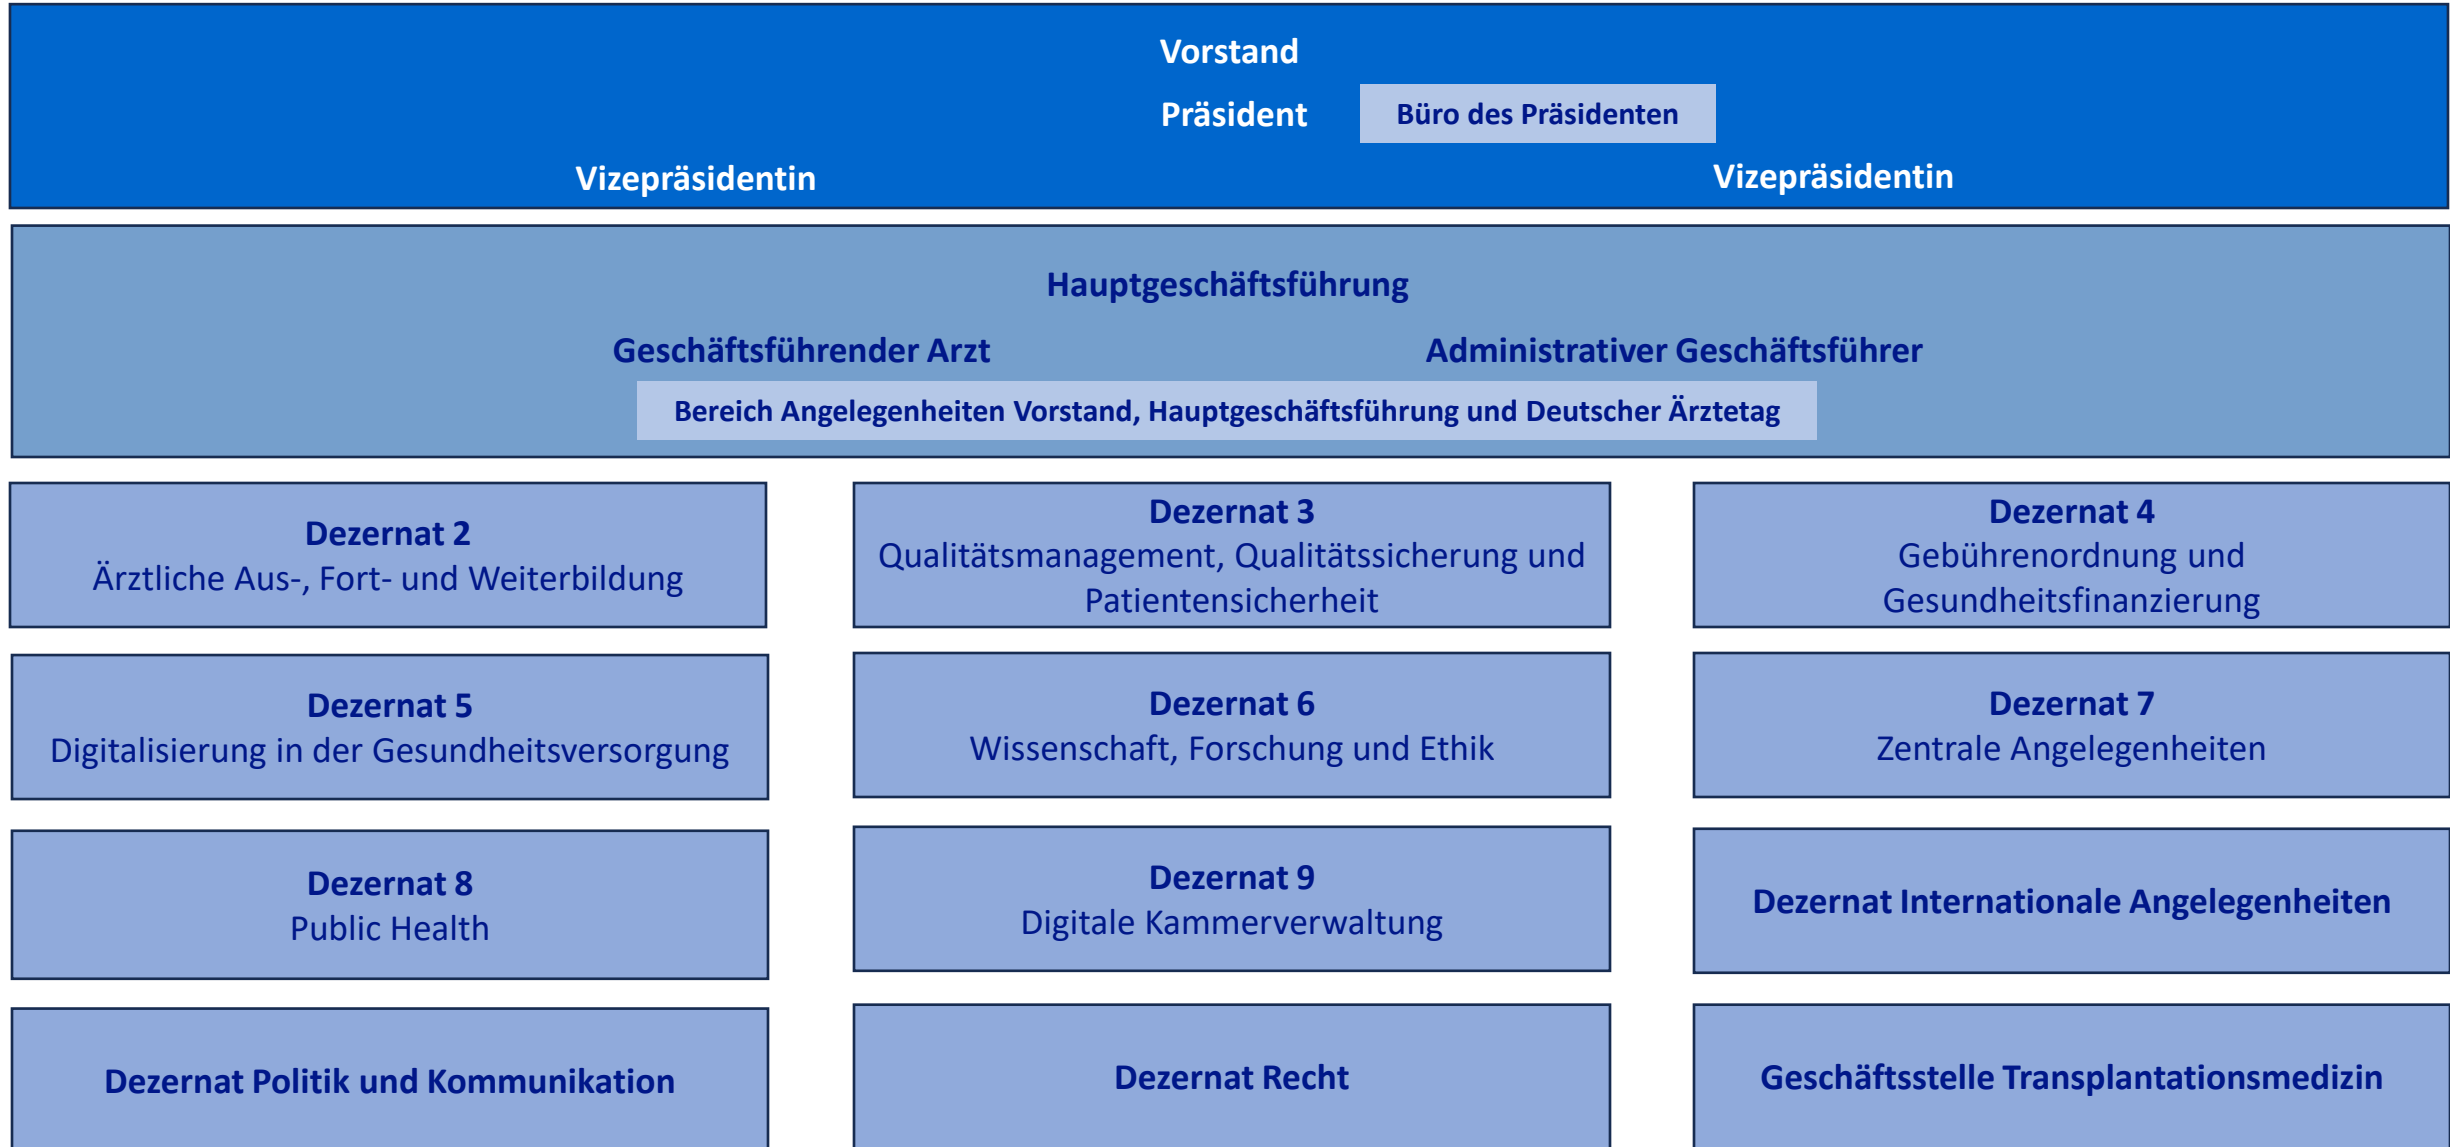 Vorstand
Präsident
Büro des Präsidenten
Vizepräsidentin
Vizepräsidentin
Hauptgeschäftsführung
Geschäftsführender Arzt
Administrativer Geschäftsführer
Bereich Angelegenheiten Vorstand, Hauptgeschäftsführung und Deutscher Ärztetag
Dezernat 2
Ärztliche Aus-, Fort- und Weiterbildung
Dezernat 3
Qualitätsmanagement, Qualitätssicherung und
Patientensicherheit
Dezernat 4
Gebührenordnung und
Gesundheitsfinanzierung
Dezernat 5
Digitalisierung in der Gesundheitsversorgung
Dezernat 6
Wissenschaft, Forschung und Ethik
Dezernat 7
Zentrale Angelegenheiten
Dezernat 8
Public Health
Dezernat 9
Digitale Kammerverwaltung
Dezernat Internationale Angelegenheiten
Dezernat Politik und Kommunikation
Dezernat Recht
Geschäftsstelle Transplantationsmedizin